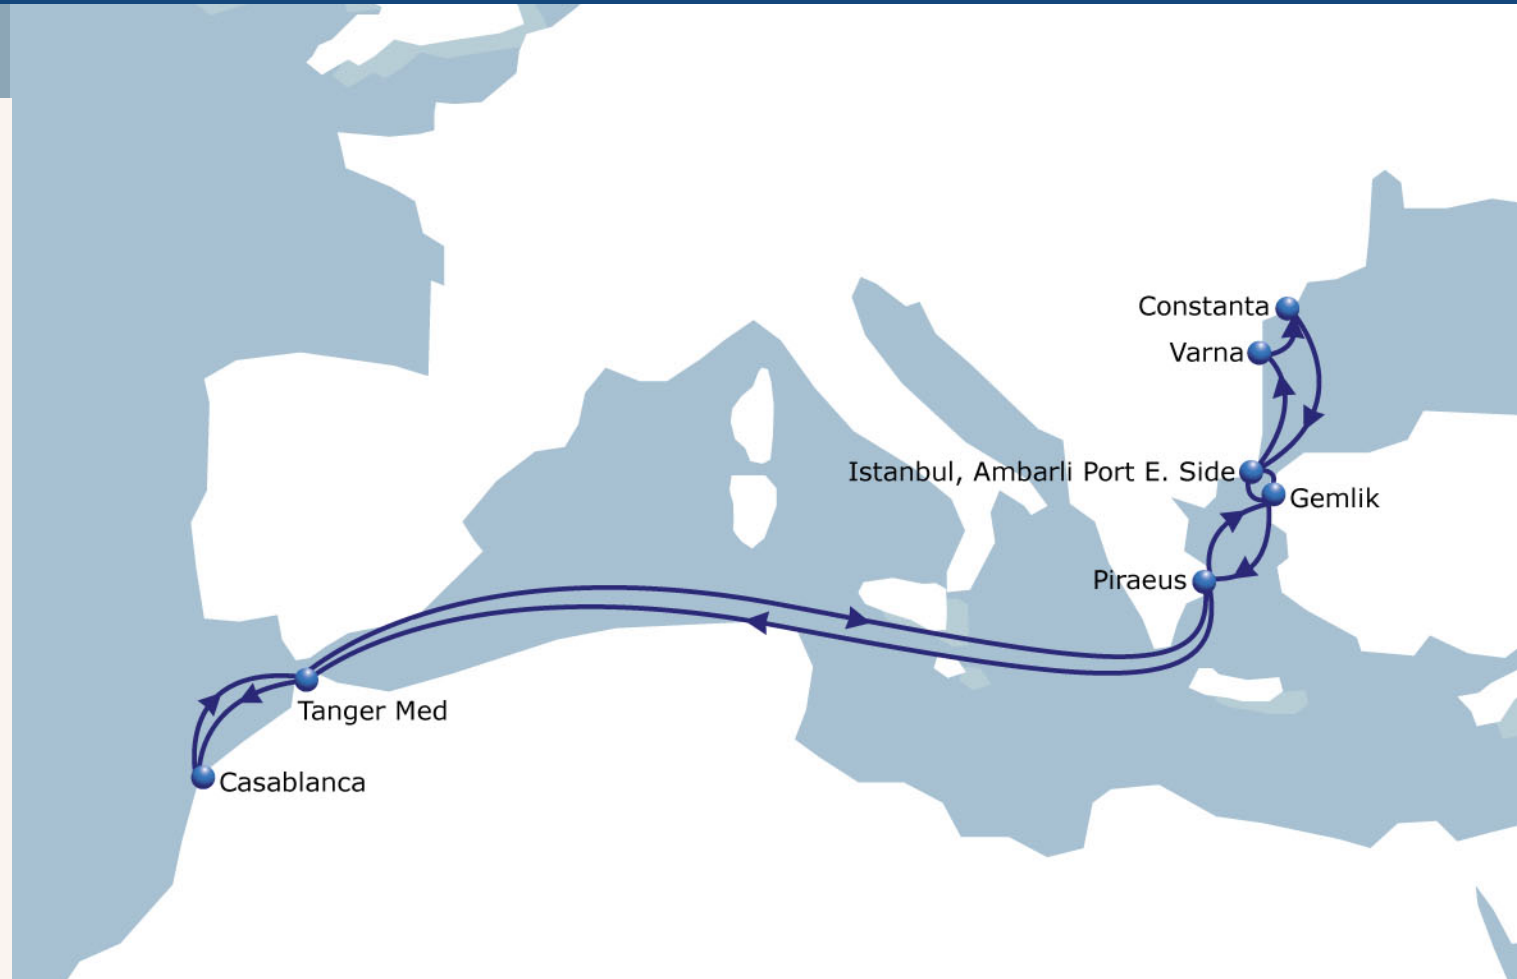 Constanta
Varna
Istanbul, Ambarli Port E. Side
Gemlik
Piraeus
Tanger Med
Casablanca